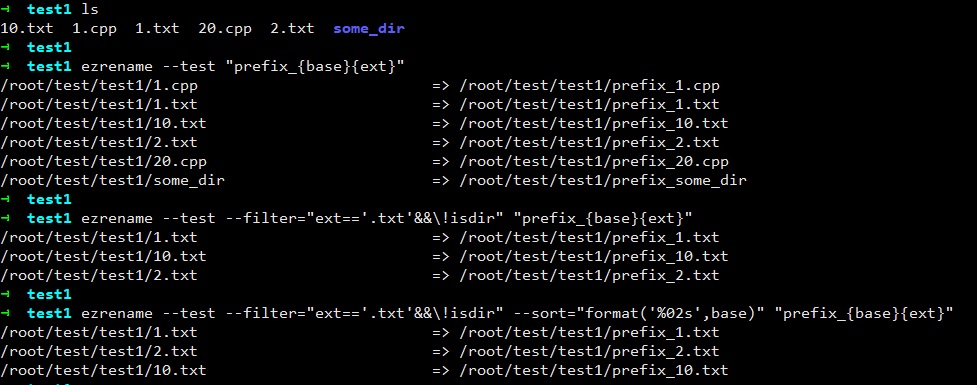 → test1 ls
10.txt 1.cpp 1.txt 20.cpp 2.txt some_dir
→ test1
→ test1 ezrename --test "prefix_{base}{ext}"
/root/test/test1/1.cpp => /root/test/test1/prefix_1.cpp
/root/test/test1/1.txt => /root/test/test1/prefix_1.txt
/root/test/test1/10.txt => /root/test/test1/prefix_10.txt
/root/test/test1/2.txt => /root/test/test1/prefix_2.txt
/root/test/test1/20.cpp => /root/test/test1/prefix_20.cpp
/root/test/test1/some_dir => /root/test/test1/prefix_some_dir
→ test1
→ test1 ezrename --test --filter="ext=='.txt'&&\!isdir" "prefix_{base}{ext}"
/root/test/test1/1.txt => /root/test/test1/prefix_1.txt
/root/test/test1/10.txt => /root/test/test1/prefix_10.txt
/root/test/test1/2.txt => /root/test/test1/prefix_2.txt
→ test1
→ test1 ezrename --test --filter="ext=='.txt'&&\!isdir" --sort="format('%02s',base)" "prefix_{base}{ext}"
/root/test/test1/1.txt => /root/test/test1/prefix_1.txt
/root/test/test1/2.txt => /root/test/test1/prefix_2.txt
/root/test/test1/10.txt => /root/test/test1/prefix_10.txt